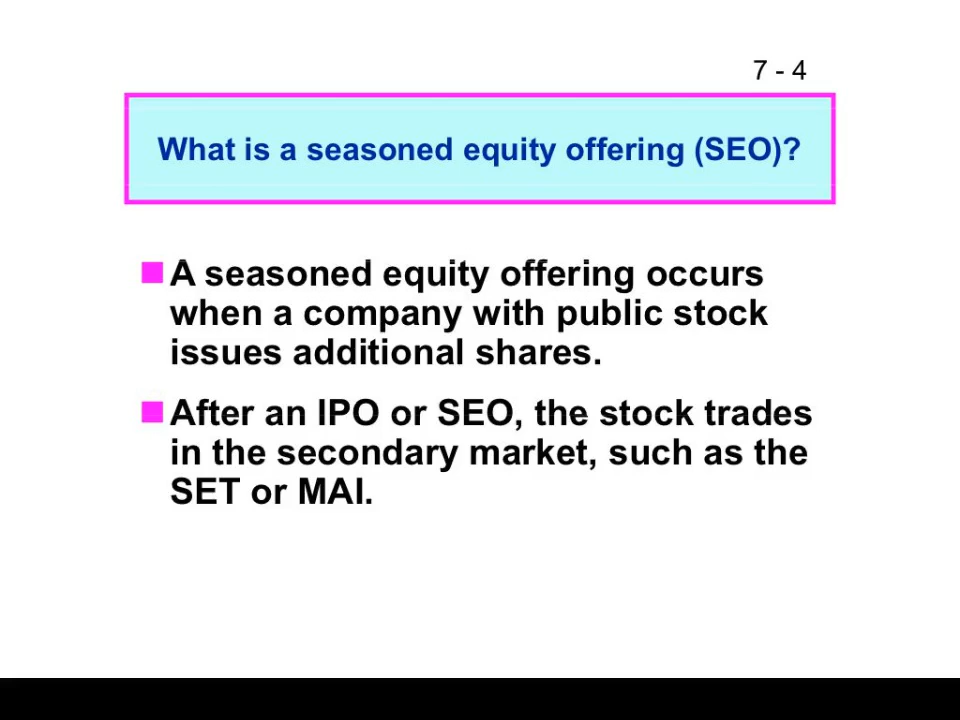 7 - 4
What is a seasoned equity offering (SEO)?
A seasoned equity offering occurs
when a company with public stock
issues additional shares.
After an IPO or SEO, the stock trades
in the secondary market, such as the
SET or MAI.